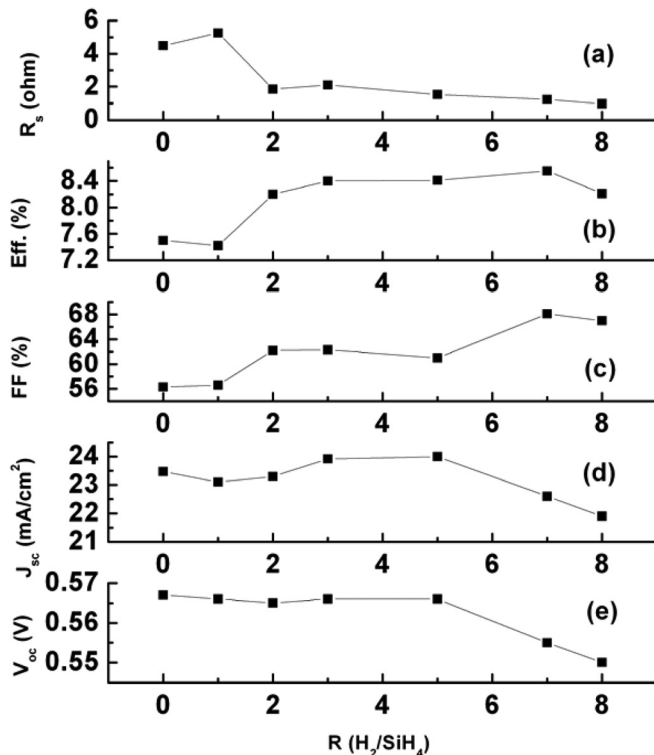 6
4
2
0
R_s (ohm)
(a)
0 2 4 6 8
8.4
8.0
7.6
7.2
Eff. (%)
(b)
0 2 4 6 8
68
64
60
56
FF (%)
(c)
0 2 4 6 8
24
23
22
21
J_sc (mA/cm²)
(d)
0 2 4 6 8
0.57
0.56
0.55
V_oc (V)
(e)
0 2 4 6 8
R (H₂/SiH₄)